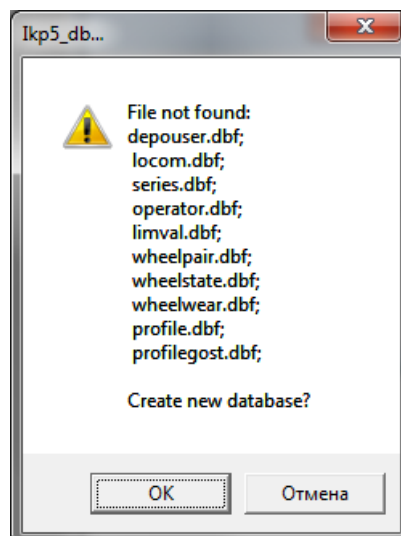 Ikp5_db...
File not found:
depouser.dbf;
locom.dbf;
series.dbf;
operator.dbf;
limval.dbf;
wheelpair.dbf;
wheelstate.dbf;
wheelwear.dbf;
profile.dbf;
profilegost.dbf;
Create new database?
OK
Отмена